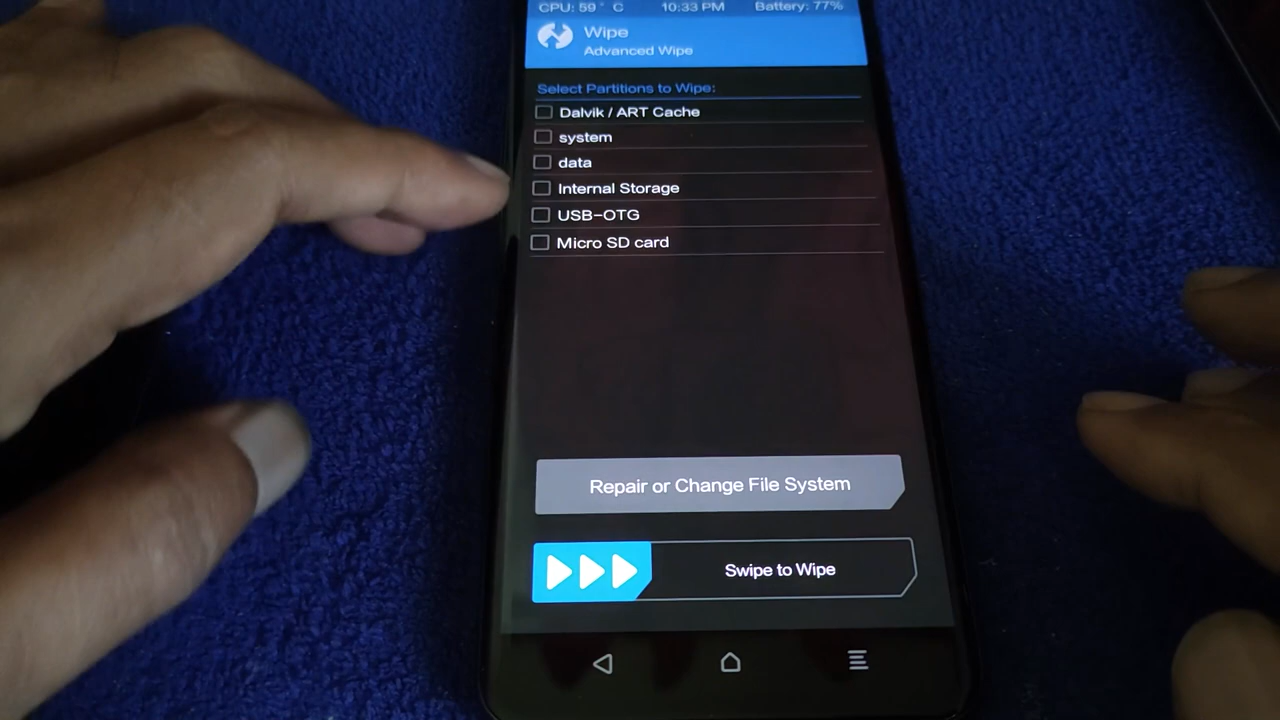 CPU: 59 ° C 10:33 PM Battery: 77%
Wipe
Advanced Wipe
Select Partitions to Wipe:
Dalvik / ART Cache
system
data
Internal Storage
USB-OTG
Micro SD card
Repair or Change File System
Swipe to Wipe